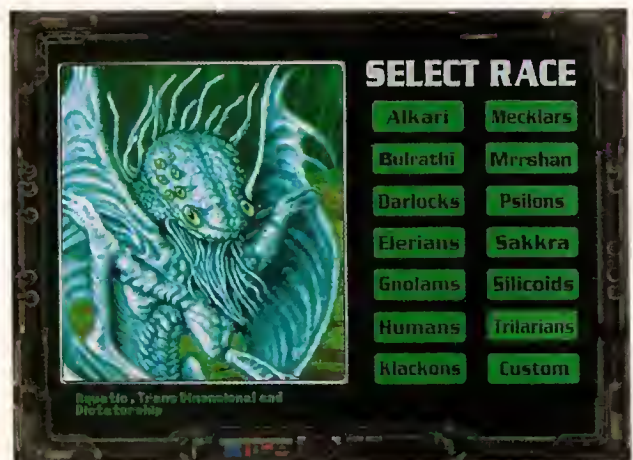 SELECT RACE
Alkari
Mecklars
Bulrathi
Mrrshan
Darlocks
Psilons
Elerians
Sakkra
Gnolams
Silicoids
Humans
Trilarians
Klackons
Custom
Aquatic, Trans Dimensional and
Dictatorship